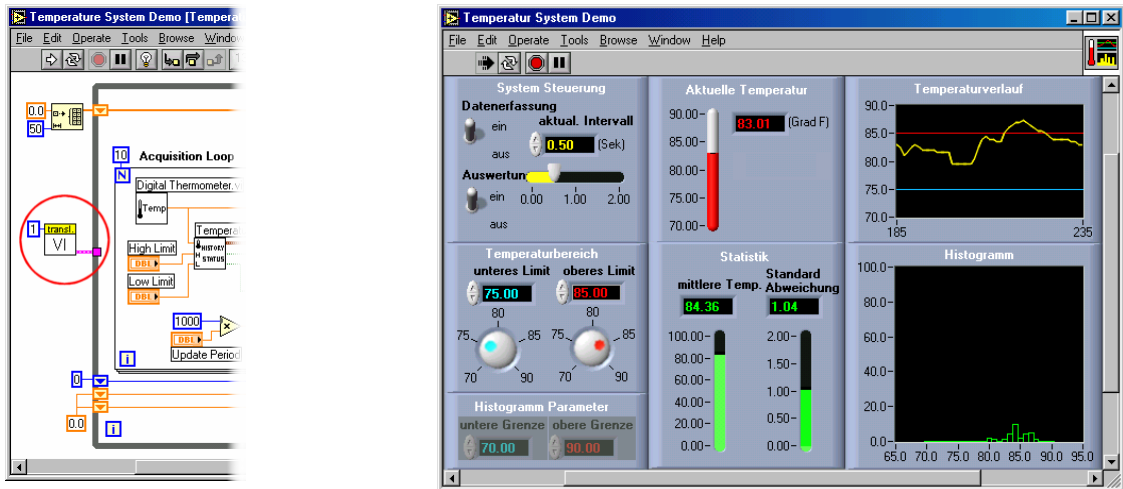 Temperature System Demo [Tempera
File Edit Operate Tools Browse Window
0.0
50
10 Acquisition Loop
N
Digital Thermometer.v
Temp
1
transl.
VI
Tempera
HISTORY
H STATUS
L
High Limit
DBL
Low Limit
DBL
1000
x
DBL
Update Period
i
0
0.0
i
Temperatur System Demo
File Edit Operate Tools Browse Window Help
System Steuerung
Datenerfassung
ein
aus
aktual. Intervall
0.50 (Sek)
Auswertun
ein
aus
0.00 1.00 2.00
Aktuelle Temperatur
90.00
85.00
80.00
75.00
70.00
83.01 (Grad F)
Temperaturverlauf
90.0
85.0
80.0
75.0
70.0
185 235
Temperaturbereich
unteres Limit oberes Limit
75.00 85.00
80 80
75 85 75 85
70 90 70 90
Histogramm Parameter
untere Grenze obere Grenze
70.00 90.00
Statistik
mittlere Temp. Standard Abweichung
84.36 1.04
100.00 2.00
80.00 1.50
60.00
40.00 1.00
20.00 0.50
0.00 0.00
Histogramm
100.0
80.0
60.0
40.0
20.0
0.0
65.0 70.0 75.0 80.0 85.0 90.0 95.0